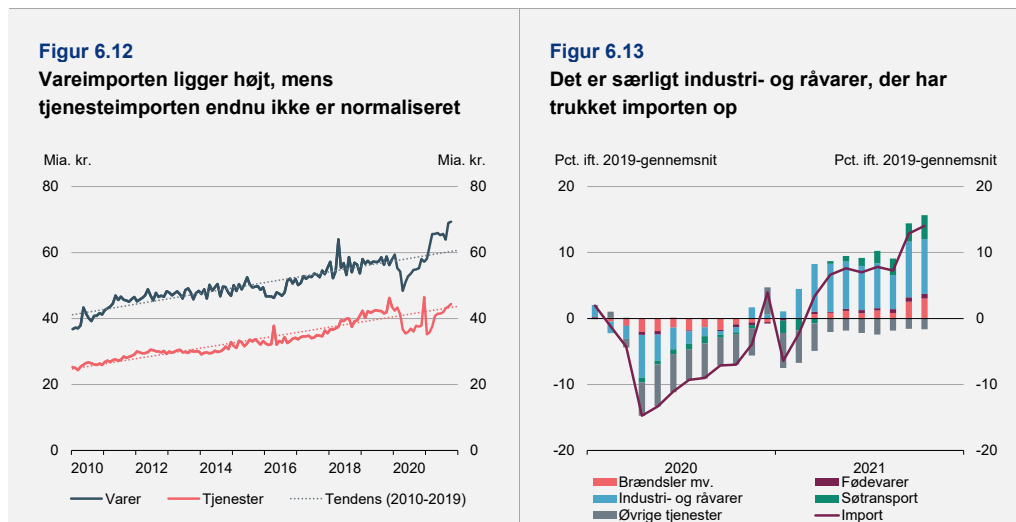 Figur 6.12
Vareimporten ligger højt, mens
tjenesteimporten endnu ikke er normaliseret
Mia. kr. Mia. kr.
80 80
60 60
40 40
20 20
0 0
2010 2012 2014 2016 2018 2020
Varer Tjenester Tendens (2010-2019)
Figur 6.13
Det er særligt industri- og råvarer, der har
trukket importen op
Pct. ift. 2019-gennemsnit Pct. ift. 2019-gennemsnit
20 20
10 10
0 0
-10 -10
-20 -20
2020 2021
Brændsler mv. Fødevarer
Industri- og råvarer Søtransport
Øvrige tjenester Import